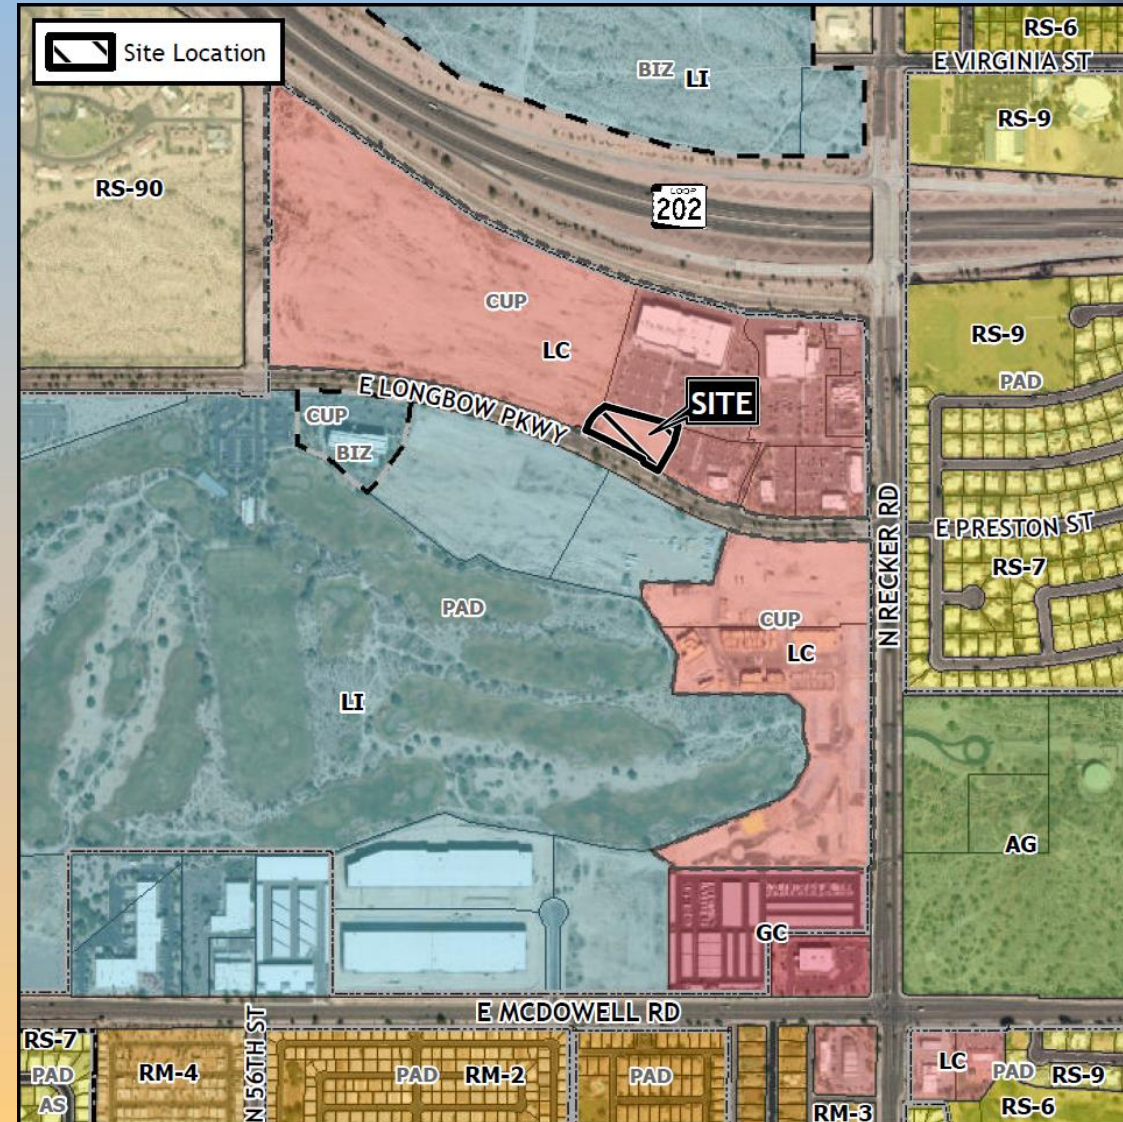 Site Location
RS-6
E VIRGINIA ST
BIZ LI
RS-9
RS-90
LOOP
202
CUP
LC
RS-9
PAD
SITE
E LONGBOW PKWY
CUP
BIZ
N RECKER RD
E PRESTON ST
RS-7
PAD
CUP
LC
LI
AG
GC
E MCDOWELL RD
RS-7
PAD
AS
RM-4
N 56TH ST
PAD RM-2
PAD
RM-3
LC
PAD
RS-9
RS-6